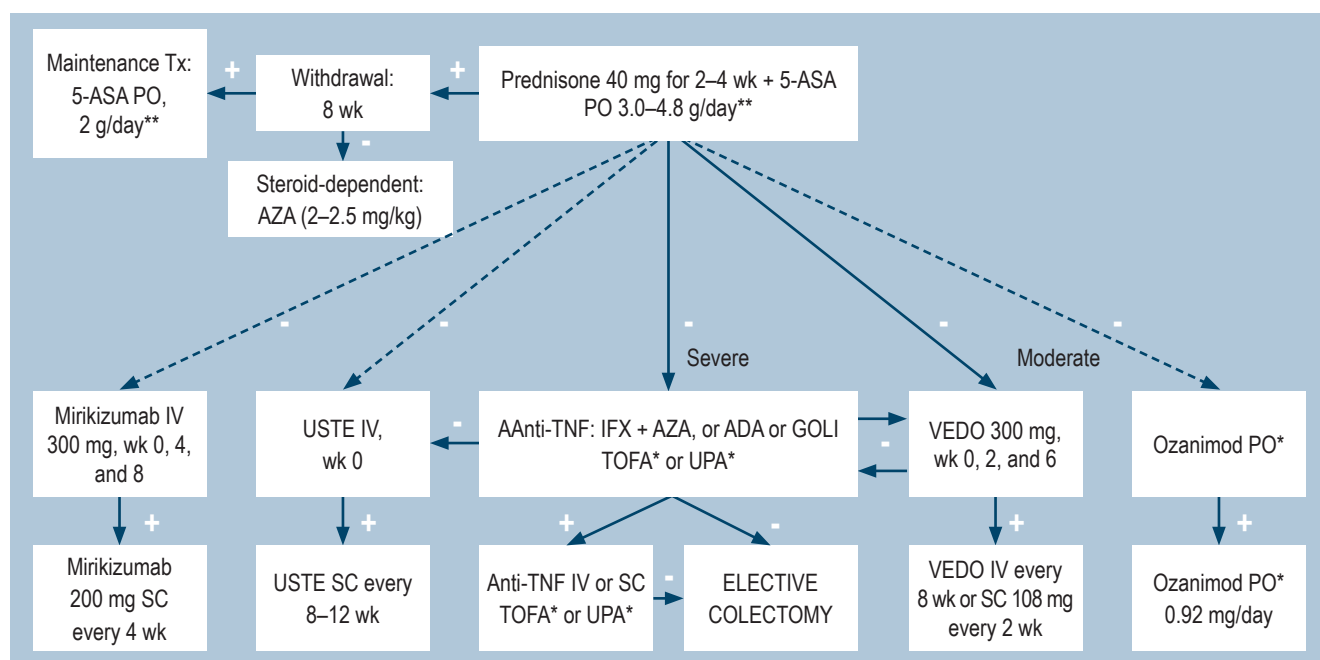 Maintenance Tx:
5-ASA PO,
2 g/day**
+
Withdrawal:
8 wk
+
Prednisone 40 mg for 2–4 wk + 5-ASA
PO 3.0–4.8 g/day**
-
Steroid-dependent:
AZA (2–2.5 mg/kg)
-
-
-
-
-
Severe
Moderate
Mirikizumab IV
300 mg, wk 0, 4,
and 8
USTE IV,
wk 0
-
AAnti-TNF: IFX + AZA, or ADA or GOLI
TOFA* or UPA*
-
VEDO 300 mg,
wk 0, 2, and 6
Ozanimod PO*
+
+
+
-
+
+
Mirikizumab
200 mg SC
every 4 wk
USTE SC every
8–12 wk
Anti-TNF IV or SC
TOFA* or UPA*
-
ELECTIVE
COLECTOMY
VEDO IV every
8 wk or SC 108 mg
every 2 wk
Ozanimod PO*
0.92 mg/day